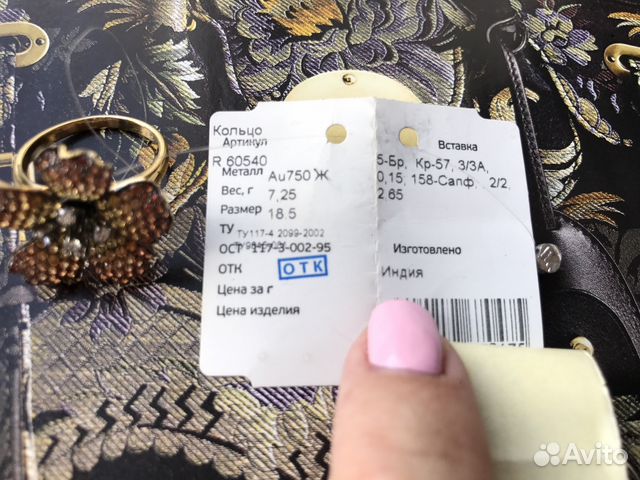 Кольцо
Артикул
R 60540
Металл Au750 Ж
Вес, г 7,25
Размер 18 5
ТУ ТУ117-4 2099-2002
ОСТ 117-3-002-95
ОТК ОТК
Цена за г
Цена изделия
Вставка
5-Бр, Кр-57, 3/3А,
0,15, 158-Сапф, 2/2,
2.65
Изготовлено
Индия
Avito